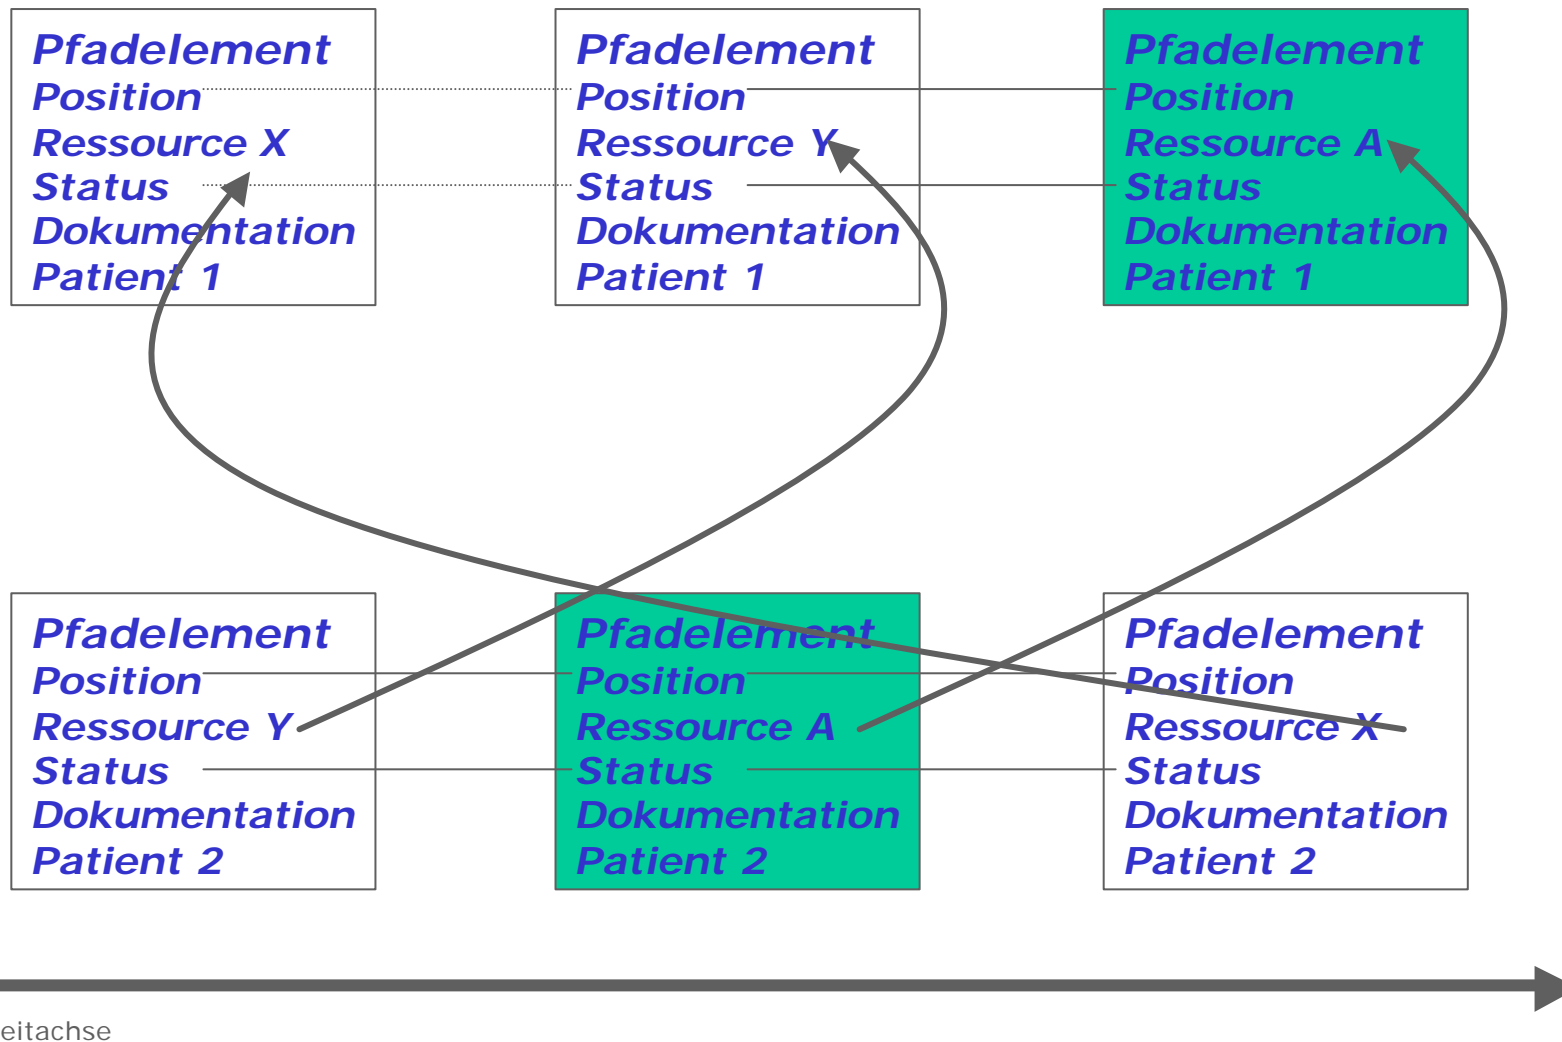 Pfadelement
Position
Ressource X
Status
Dokumentation
Patient 1
Pfadelement
Position
Ressource Y
Status
Dokumentation
Patient 1
Pfadelement
Position
Ressource A
Status
Dokumentation
Patient 1
Pfadelement
Position
Ressource Y
Status
Dokumentation
Patient 2
Pfadelement
Position
Ressource A
Status
Dokumentation
Patient 2
Pfadelement
Position
Ressource X
Status
Dokumentation
Patient 2
eitachse